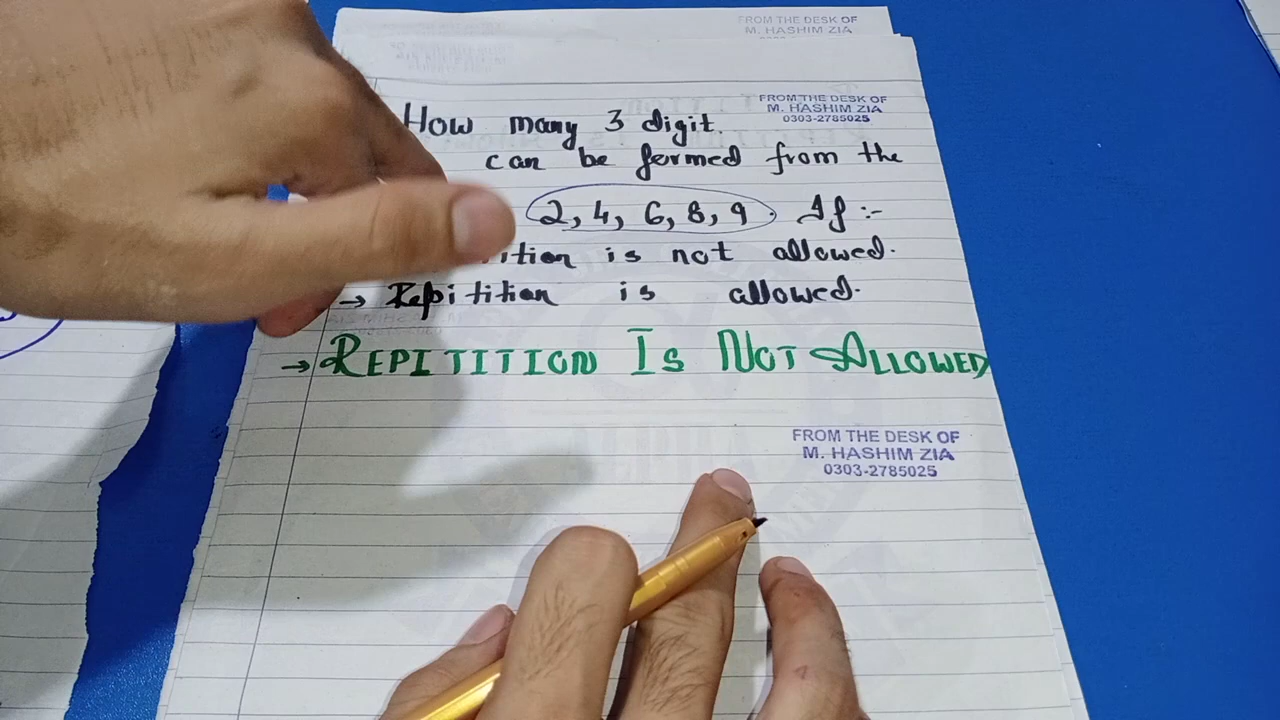 FROM THE DESK OF
M. HASHIM ZIA
FROM THE DESK OF
M. HASHIM ZIA
0303-2785025
How many 3 digit
can be formed from the
2, 4, 6, 8, 9. If :-
ition is not allowed.
→ Repitition is allowed.
→ REPITITION IS NOT ALLOWED
FROM THE DESK OF
M. HASHIM ZIA
0303-2785025